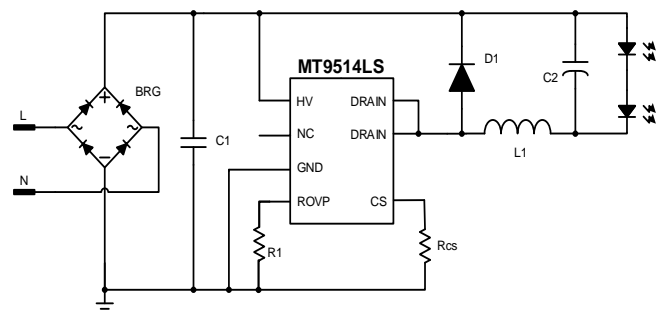 MT9514LS
D1
BRG
C2
HV
DRAIN
L
NC
DRAIN
C1
L1
GND
N
ROVP
CS
R1
Rcs